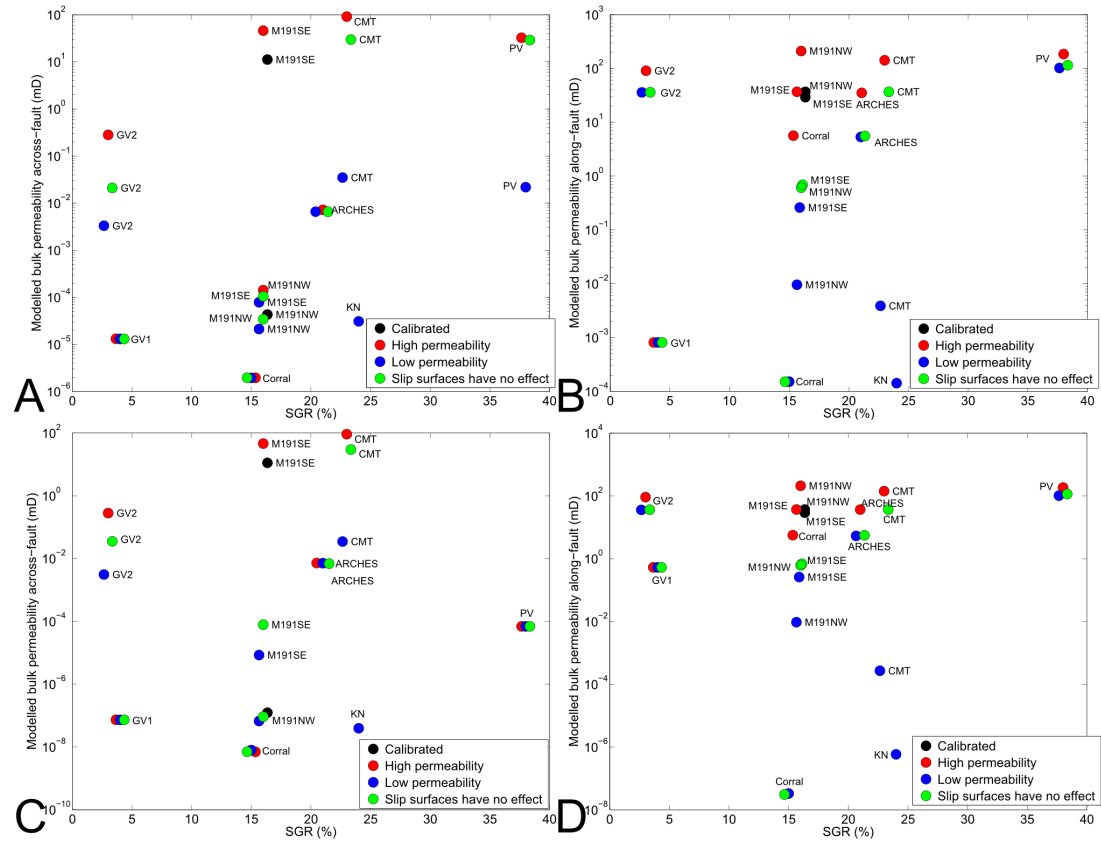 A
Modelled bulk permeability across−fault (mD)
10^2
10^1
10^0
10^−1
10^−2
10^−3
10^−4
10^−5
10^−6
0
5
10
15
20
25
30
35
40
SGR (%)
CMT
M191SE
CMT
PV
M191SE
GV2
GV2
CMT
PV
ARCHES
GV2
M191NW
M191SE
M191SE
M191NW
M191NW
M191NW
KN
GV1
Corral
Calibrated
High permeability
Low permeability
Slip surfaces have no effect
B
Modelled bulk permeability along−fault (mD)
10^3
10^2
10^1
10^0
10^−1
10^−2
10^−3
10^−4
0
5
10
15
20
25
30
35
40
SGR (%)
M191NW
CMT
PV
GV2
GV2
M191SE
M191NW
M191SE
ARCHES
CMT
Corral
ARCHES
M191SE
M191NW
M191SE
M191NW
CMT
GV1
Corral
KN
Calibrated
High permeability
Low permeability
Slip surfaces have no effect
C
Modelled bulk permeability across−fault (mD)
10^2
10^0
10^−2
10^−4
10^−6
10^−8
10^−10
0
5
10
15
20
25
30
35
40
SGR (%)
CMT
M191SE
CMT
M191SE
GV2
GV2
CMT
GV2
ARCHES
ARCHES
PV
M191SE
M191SE
KN
GV1
M191NW
Corral
Calibrated
High permeability
Low permeability
Slip surfaces have no effect
D
Modelled bulk permeability along−fault (mD)
10^4
10^2
10^0
10^−2
10^−4
10^−6
10^−8
0
5
10
15
20
25
30
35
40
SGR (%)
M191NW
CMT
PV
GV2
M191SE
M191NW
ARCHES
M191SE
CMT
Corral
ARCHES
M191SE
M191NW
GV1
M191SE
M191NW
CMT
KN
Corral
Calibrated
High permeability
Low permeability
Slip surfaces have no effect